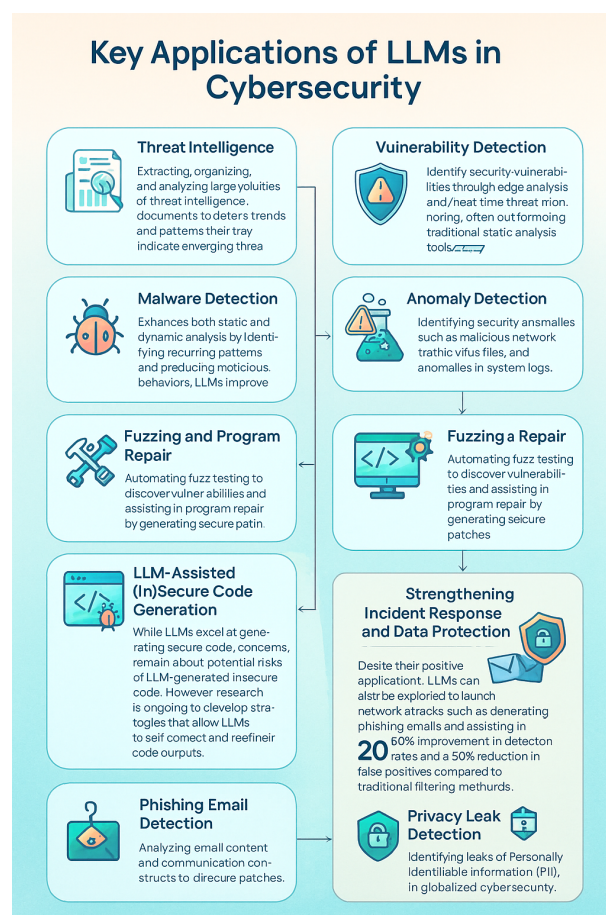 Key Applications of LLMs in
Cybersecurity
Threat Intelligence
Extracting, organizing,
and analyzing large yoluities
of threat intelligence.
documents to deters trends
and pattems their tray
indicate enverging threa
Vuinerability Detection
Identify security-vuinerabi-
lities through edge analysis
and/neat time threat mion.
noring, often out formoing
traditional static analysis
tools
Malware Detection
Exhances both static and
dynamic analysis by Identi-
fying recurring patterns
and preducing moticious.
behaviors, LLMs improve
Anomaly Detection
Identifying security ansmalles
such as malicious network
trathic vifus files, and
anomalles in system logs.
Fuzzing and Program
Repair
Automating fuzz testing to
discovervulner abilities and
assisting in program repair
by generating secure patin.
Fuzzing a Repair
Automating fuzz testing
to discover vulnerabili-
ties and assisting in
program repair by
generating seicure
patches
LLM-Assisted
(In)Secure Code
Generation
While LLMs excel at gene-
rating secure code, concems,
remain about potential risks
of LLM-generated insecure
code. However research
is ongoing to clevelop stra-
togles that allow LLMs
to seif comect and reefineir
code ourputs.
Strengthening
Incident Response
and Data Protection
Desite their positive
applicationt. LLMs can
alstr be exploried to launch
network atracks such as denerating
phishing emalls and assisting in
20 60% improvement in detecton
rates and a 50% reduction in
false positives compared to
traditional filtering methurds.
Phishing Email
Detection
Analyzing email content
and communication con-
structs to direcure patches.
Privacy Leak
Detection
Identifying leaks of Personally
Identiliable information (PII),
in globalized cybersecunty.